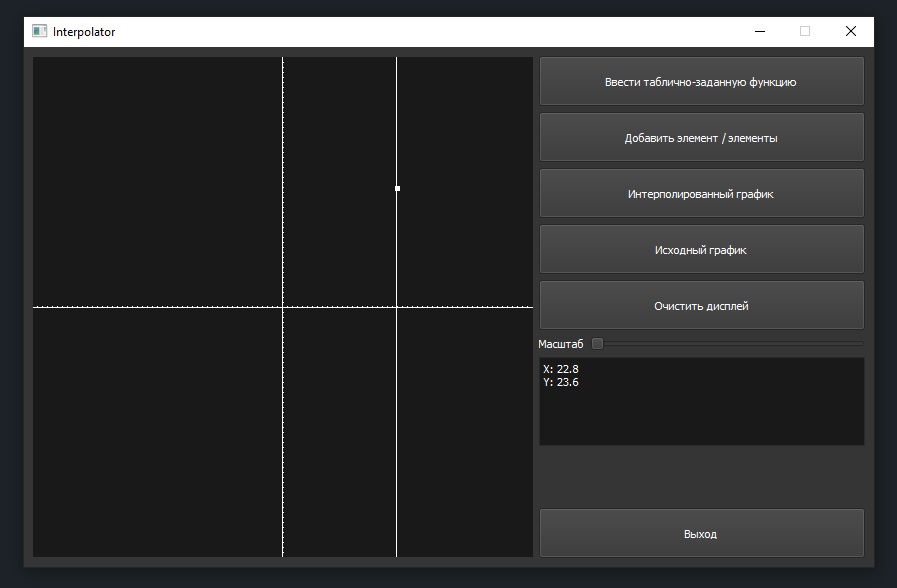 Interpolator
Ввести таблично-заданную функцию
Добавить элемент / элементы
Интерполированный график
Исходный график
Очистить дисплей
Масштаб
X: 22.8
Y: 23.6
Выход